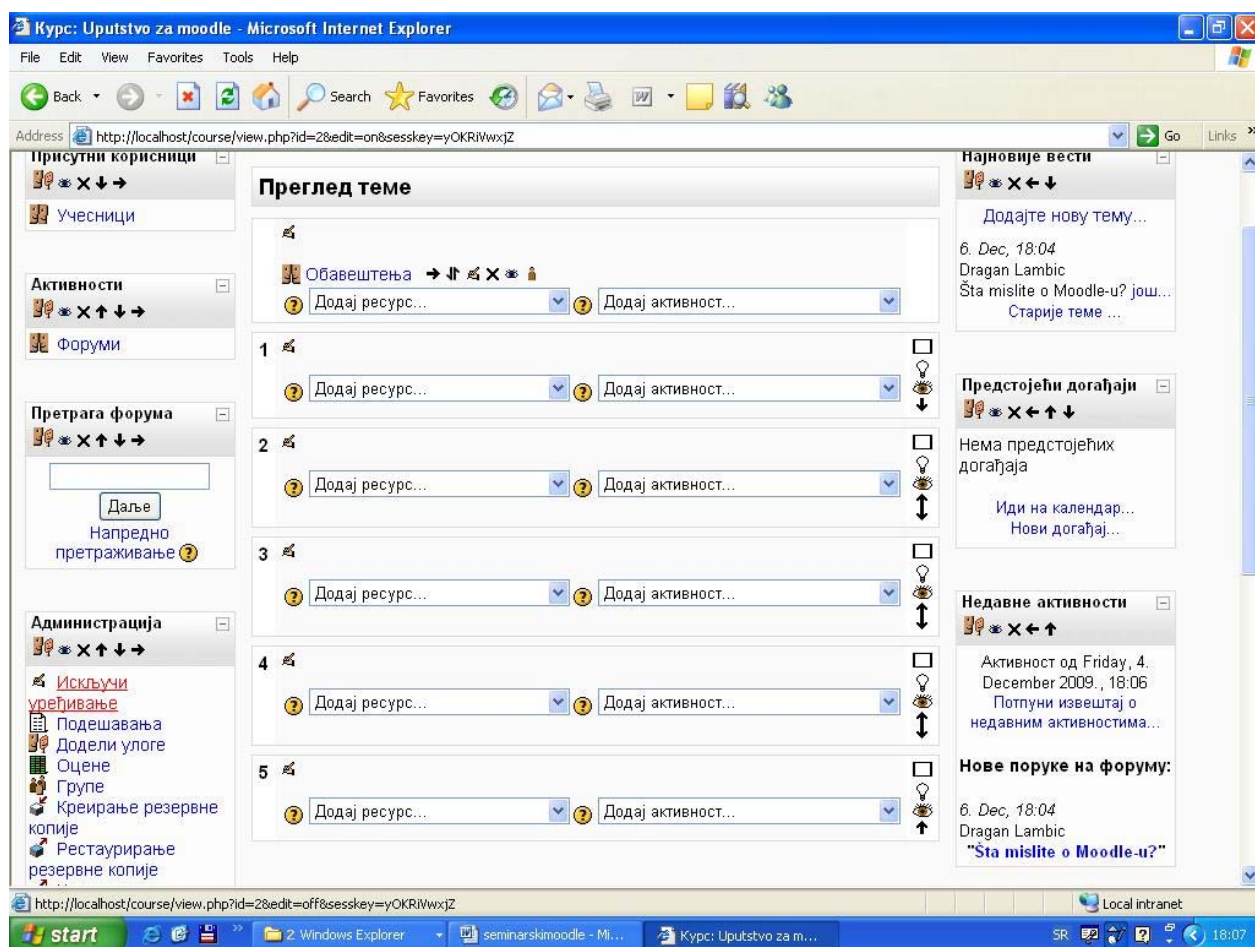 Курс: Uputstvo za moodle - Microsoft Internet Explorer
File Edit View Favorites Tools Help
Back Search Favorites
Address http://localhost/course/view.php?id=2&edit=on&sesskey=yOKRiVwxjZ Go Links »
Присутни корисници
Учесници
Активности
Форуми
Претрага форума
Даље
Напредно
претраживање
Администрација
Искључи
уређивање
Подешавања
Додели улоге
Оцене
Групе
Креирање резервне
копије
Рестаурирање
резервне копије
Преглед теме
Обавештења
Додај ресурс... Додај активност...
1
Додај ресурс... Додај активност...
2
Додај ресурс... Додај активност...
3
Додај ресурс... Додај активност...
4
Додај ресурс... Додај активност...
5
Додај ресурс... Додај активност...
Најновије вести
Додајте нову тему...
6. Dec, 18:04
Dragan Lambic
Šta mislite o Moodle-u? још...
Старије теме ...
Предстојећи догађаји
Нема предстојећих
догађаја
Иди на календар...
Нови догађај...
Недавне активности
Активност од Friday, 4.
December 2009., 18:06
Потпуни извештај о
недавним активностима...
Нове поруке на форуму:
6. Dec, 18:04
Dragan Lambic
"Šta mislite o Moodle-u?"
http://localhost/course/view.php?id=2&edit=off&sesskey=yOKRiVwxjZ Local intranet
start » 2 Windows Explorer seminarskimoodle - Mi... Курс: Uputstvo za m... SR 18:07